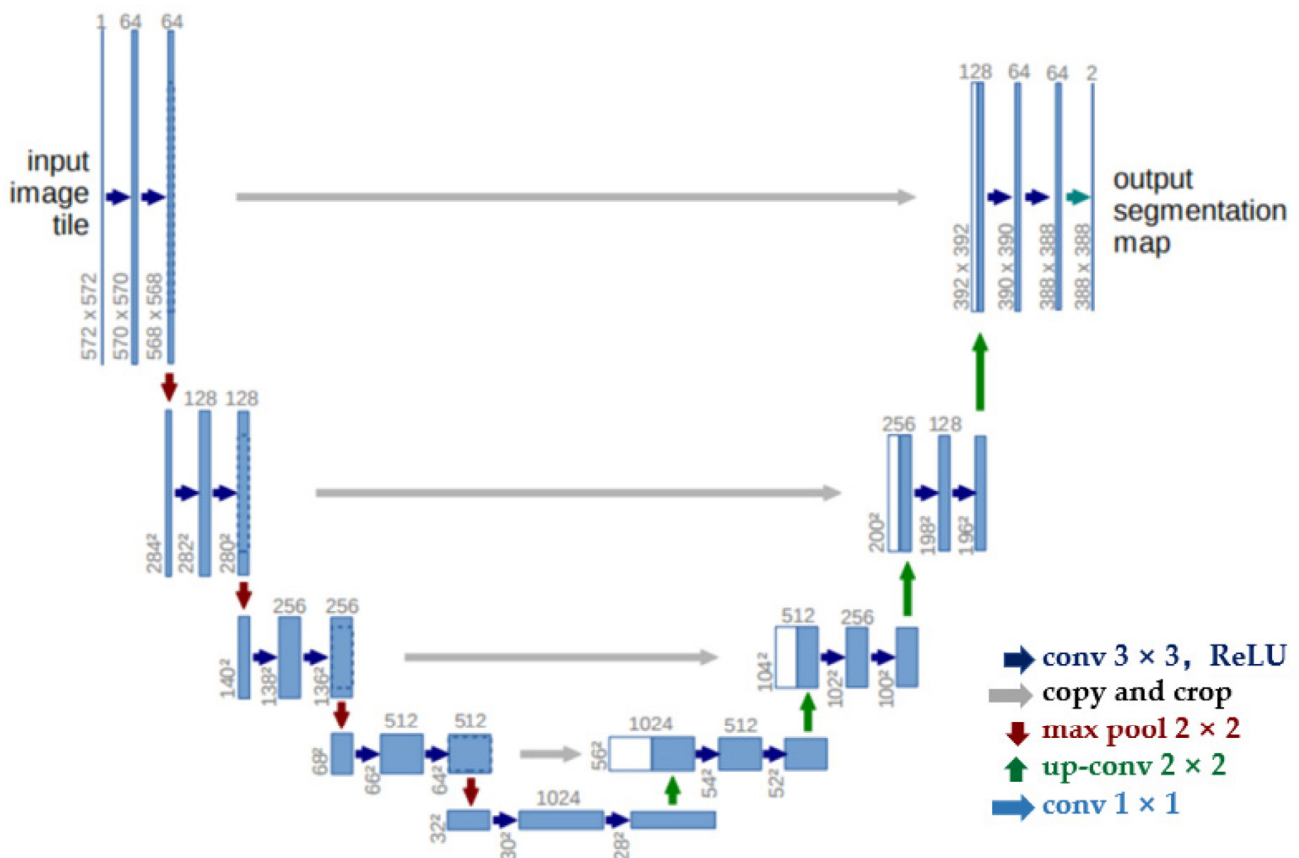 1 64 64
128 64 64 2
input
image
tile
output
segmentation
map
572 x 572
570 x 570
568 x 568
392 x 392
390 x 390
388 x 388
388 x 388
128 128
256 128
284²
282²
280²
200²
198²
196²
256 256
512 256
140²
138²
136²
104²
102²
100²
512 512
1024 512
68²
66²
64²
56²
54²
52²
1024
32²
30²
28²
conv 3 × 3, ReLU
copy and crop
max pool 2 × 2
up-conv 2 × 2
conv 1 × 1